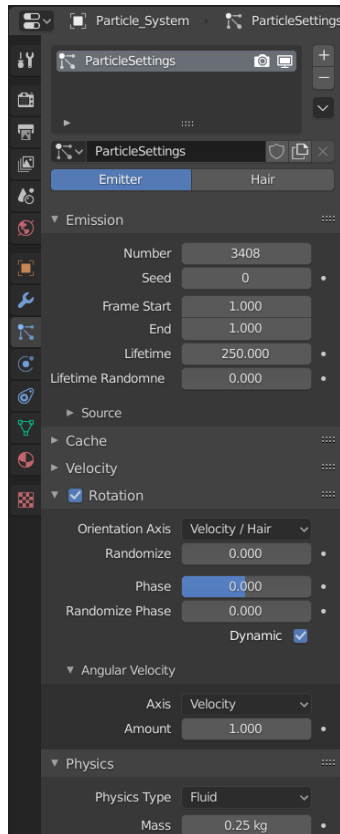 Particle_System ParticleSettings
ParticleSettings
ParticleSettings
Emitter Hair
Emission
Number 3408
Seed 0
Frame Start 1.000
End 1.000
Lifetime 250.000
Lifetime Randomne 0.000
Source
Cache
Velocity
Rotation
Orientation Axis Velocity / Hair
Randomize 0.000
Phase 0.000
Randomize Phase 0.000
Dynamic
Angular Velocity
Axis Velocity
Amount 1.000
Physics
Physics Type Fluid
Mass 0.25 kg